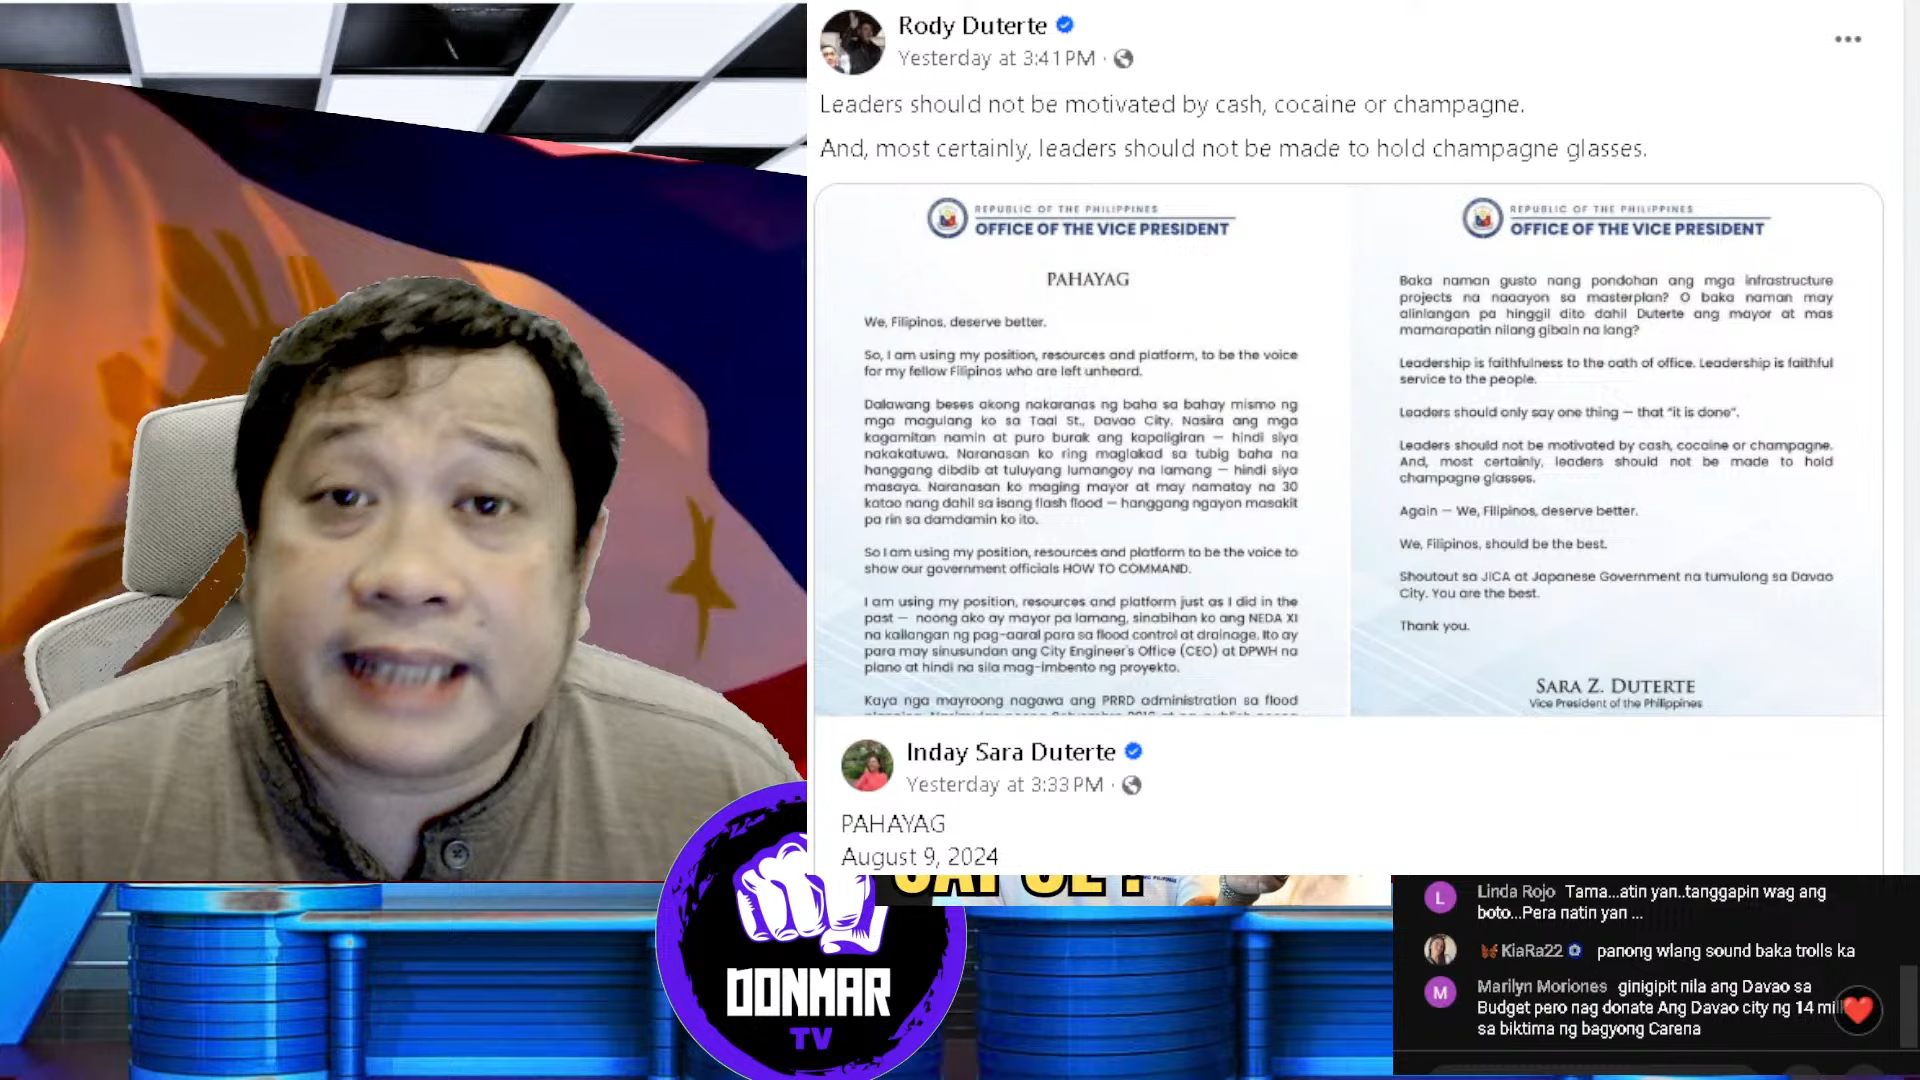 Rody Duterte
Yesterday at 3:41 PM ·
Leaders should not be motivated by cash, cocaine or champagne.
And, most certainly, leaders should not be made to hold champagne glasses.
REPUBLIC OF THE PHILIPPINES
OFFICE OF THE VICE PRESIDENT
PAHAYAG
We, Filipinos, deserve better.
So, I am using my position, resources and platform, to be the voice
for my fellow Filipinos who are left unheard.
Dalawang beses akong nakaranas ng baha sa bahay mismo ng
mga magulang ko sa Taal St., Davao City. Nasira ang mga
kagamitan namin at puro burak ang kapaligiran — hindi siya
nakakatuwa. Naranasan ko ring maglakad sa tubig baha na
hanggang dibdib at tuluyang lumangoy na lamang — hindi siya
masaya. Naranasan ko maging mayor at may namatay na 30
katao nang dahil sa isang flash flood — hanggang ngayon masakit
pa rin sa damdamin ko ito.
So I am using my position, resources and platform to be the voice to
show our government officials HOW TO COMMAND.
I am using my position, resources and platform just as I did in the
past — noong ako ay mayor pa lamang, sinabihan ko ang NEDA XI
na kailangan ng pag-aaral para sa flood control at drainage. Ito ay
para may sinusundan ang City Engineer's Office (CEO) at DPWH na
plano at hindi na sila mag-imbento ng proyekto.
Kaya nga mayroong nagawa ang PRRD administration sa flood
REPUBLIC OF THE PHILIPPINES
OFFICE OF THE VICE PRESIDENT
Baka naman gusto nang pondohan ang mga infrastructure
projects na naaayon sa masterplan? O baka naman may
alinlangan pa hinggil dito dahil Duterte ang mayor at mas
mamarapatin nilang gibain na lang?
Leadership is faithfulness to the oath of office. Leadership is faithful
service to the people.
Leaders should only say one thing — that "it is done".
Leaders should not be motivated by cash, cocaine or champagne.
And, most certainly, leaders should not be made to hold
champagne glasses.
Again — We, Filipinos, deserve better.
We, Filipinos, should be the best.
Shoutout sa JICA at Japanese Government na tumulong sa Davao
City. You are the best.
Thank you.
SARA Z. DUTERTE
Vice President of the Philippines
Inday Sara Duterte
Yesterday at 3:33 PM ·
PAHAYAG
August 9, 2024
DONMAR
TV
Linda Rojo Tama...atin yan..tanggapin wag ang
boto...Pera natin yan ...
KiaRa22 panong wlang sound baka trolls ka
Marilyn Moriones ginigipit nila ang Davao sa
Budget pero nag donate Ang Davao city ng 14 mil
sa biktima ng bagyong Carena
L
M